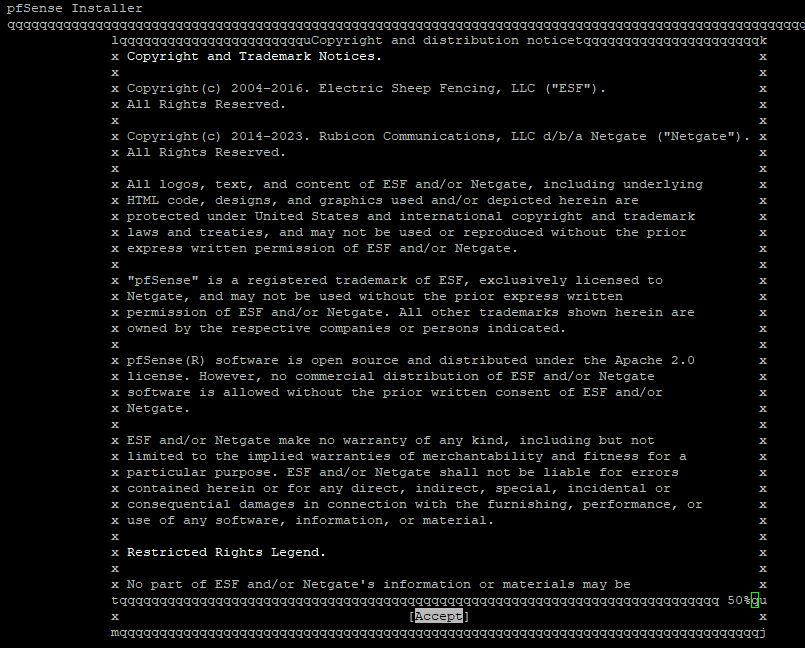 pfSense Installer
qqqqqqqqqqqqqqqqqqqqqqqqqqqqqqqqqqqqqqqqqqqqqqqqqqqqqqqqqqqqqqqqqqqqqqqqqqqqqqqqqqqqqqqqqqqqqqqqqqqq
lqqqqqqqqqqqqqqqqqqqqqqquCopyright and distribution noticetqqqqqqqqqqqqqqqqqqqqqqk
x Copyright and Trademark Notices. x
x x
x Copyright(c) 2004-2016. Electric Sheep Fencing, LLC ("ESF"). x
x All Rights Reserved. x
x x
x Copyright(c) 2014-2023. Rubicon Communications, LLC d/b/a Netgate ("Netgate"). x
x All Rights Reserved. x
x x
x All logos, text, and content of ESF and/or Netgate, including underlying x
x HTML code, designs, and graphics used and/or depicted herein are x
x protected under United States and international copyright and trademark x
x laws and treaties, and may not be used or reproduced without the prior x
x express written permission of ESF and/or Netgate. x
x x
x "pfSense" is a registered trademark of ESF, exclusively licensed to x
x Netgate, and may not be used without the prior express written x
x permission of ESF and/or Netgate. All other trademarks shown herein are x
x owned by the respective companies or persons indicated. x
x x
x pfSense(R) software is open source and distributed under the Apache 2.0 x
x license. However, no commercial distribution of ESF and/or Netgate x
x software is allowed without the prior written consent of ESF and/or x
x Netgate. x
x x
x ESF and/or Netgate make no warranty of any kind, including but not x
x limited to the implied warranties of merchantability and fitness for a x
x particular purpose. ESF and/or Netgate shall not be liable for errors x
x contained herein or for any direct, indirect, special, incidental or x
x consequential damages in connection with the furnishing, performance, or x
x use of any software, information, or material. x
x x
x Restricted Rights Legend. x
x x
x No part of ESF and/or Netgate's information or materials may be x
tqqqqqqqqqqqqqqqqqqqqqqqqqqqqqqqqqqqqqqqqqqqqqqqqqqqqqqqqqqqqqqqqqqqqqqqqqqq 50%qu
x [Accept] x
mqqqqqqqqqqqqqqqqqqqqqqqqqqqqqqqqqqqqqqqqqqqqqqqqqqqqqqqqqqqqqqqqqqqqqqqqqqqqqqqqj